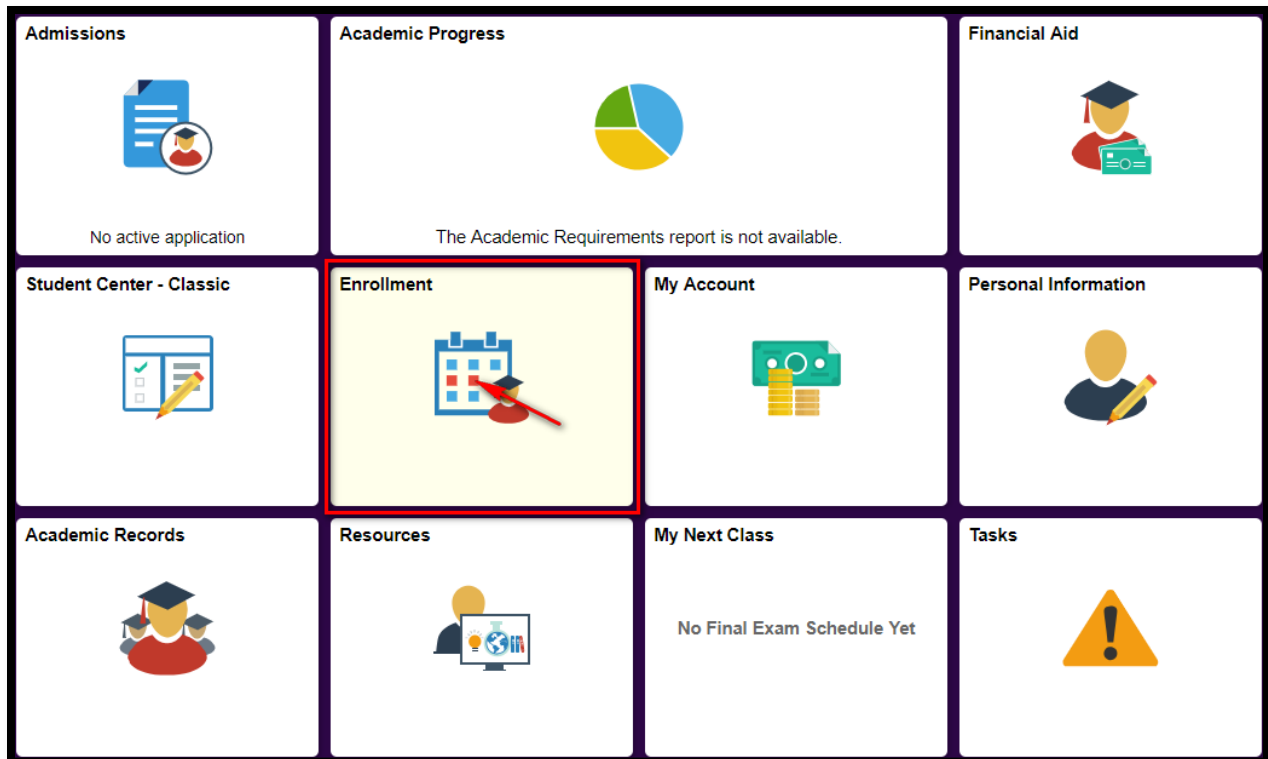 Admissions
No active application
Academic Progress
The Academic Requirements report is not available.
Financial Aid
Student Center - Classic
Enrollment
My Account
Personal Information
Academic Records
Resources
My Next Class
No Final Exam Schedule Yet
Tasks